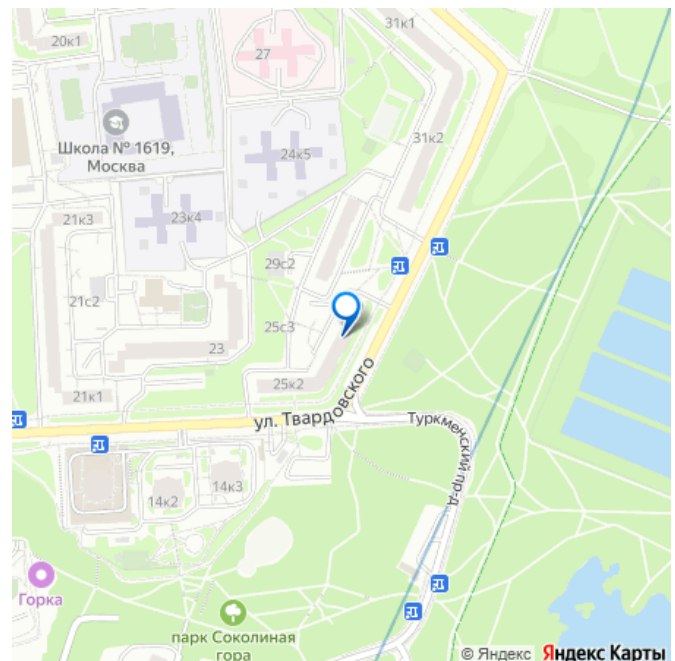 20к1
31к1
27
Школа № 1619,
Москва
24к5
31к2
21к3
23к4
29с2
21с2
25с3
23
25к2
21к1
ул. Твардовского
Туркменский пр-д
14к2
14к3
Горка
парк Соколиная
гора
© Яндекс Яндекс Карты